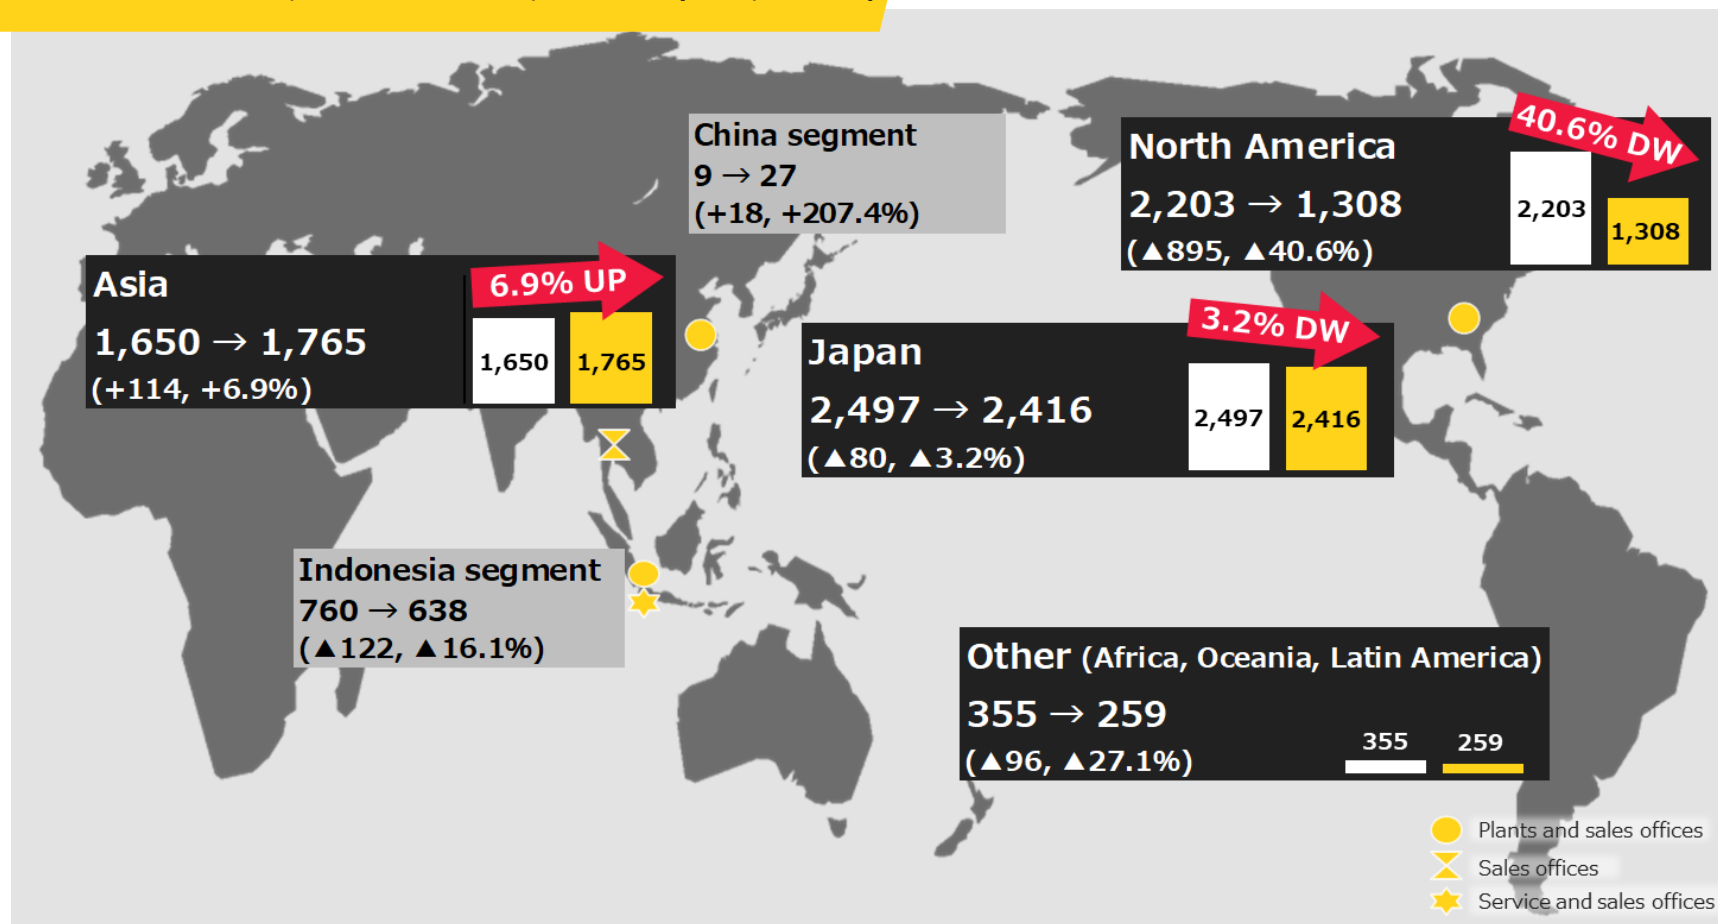 China segment
9 → 27
(+18, +207.4%)
North America
2,203 → 1,308
(▲895, ▲40.6%)
40.6% DW
2,203
1,308
Asia
1,650 → 1,765
(+114, +6.9%)
6.9% UP
1,650
1,765
Japan
2,497 → 2,416
(▲80, ▲3.2%)
3.2% DW
2,497
2,416
Indonesia segment
760 → 638
(▲122, ▲16.1%)
Other (Africa, Oceania, Latin America)
355 → 259
(▲96, ▲27.1%)
355
259
Plants and sales offices
Sales offices
Service and sales offices